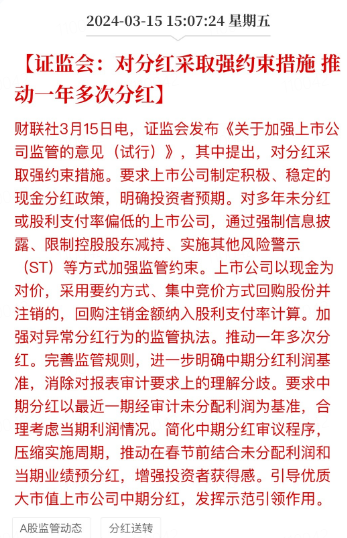 2024-03-15 15:07:24 星期五
【证监会：对分红采取强约束措施 推
动一年多次分红】
财联社3月15日电，证监会发布《关于加强上市公
司监管的意见（试行）》，其中提出，对分红采
取强约束措施。要求上市公司制定积极、稳定的
现金分红政策，明确投资者预期。对多年未分红
或股利支付率偏低的上市公司，通过强制信息披
露、限制控股股东减持、实施其他风险警示
（ST）等方式加强监管约束。上市公司以现金为
对价，采用要约方式、集中竞价方式回购股份并
注销的，回购注销金额纳入股利支付率计算。加
强对异常分红行为的监管执法。推动一年多次分
红。完善监管规则，进一步明确中期分红利润基
准，消除对报表审计要求上的理解分歧。要求中
期分红以最近一期经审计未分配利润为基准，合
理考虑当期利润情况。简化中期分红审议程序，
压缩实施周期，推动在春节前结合未分配利润和
当期业绩预分红，增强投资者获得感。引导优质
大市值上市公司中期分红，发挥示范引领作用。
A股监管动态 分红送转